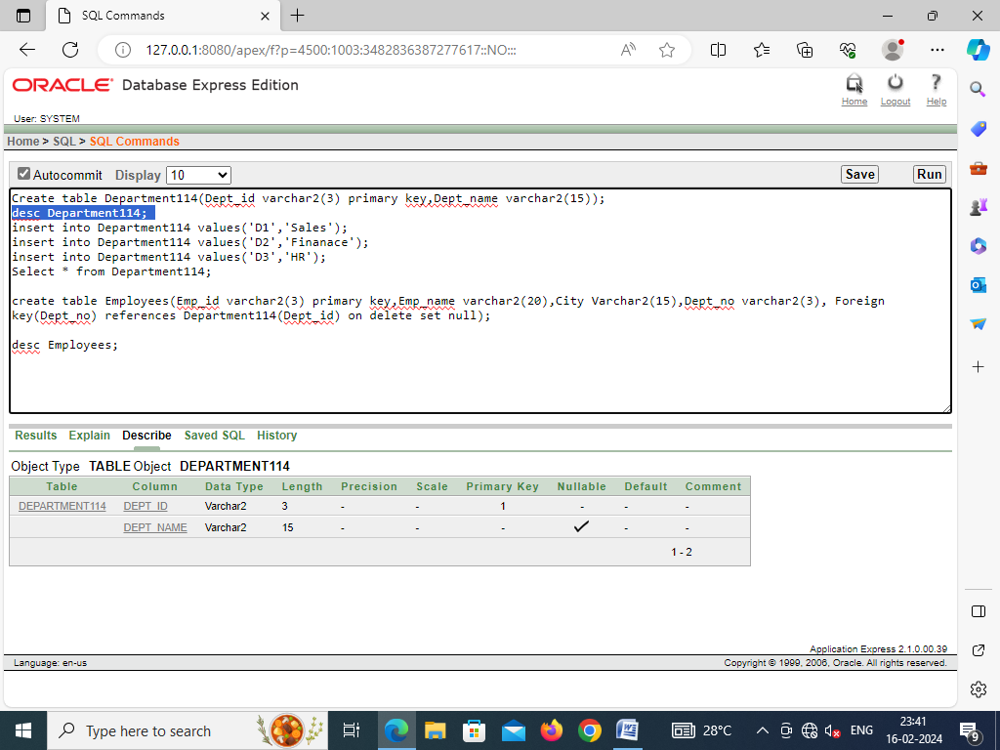 SQL Commands
127.0.0.1:8080/apex/f?p=4500:1003:3482836387277617::NO:::
ORACLE® Database Express Edition
Home Logout Help
User: SYSTEM
Home > SQL > SQL Commands
Autocommit Display 10 Save Run
Create table Department114(Dept_id varchar2(3) primary key,Dept_name varchar2(15));
desc Department114;
insert into Department114 values('D1','Sales');
insert into Department114 values('D2','Finanace');
insert into Department114 values('D3','HR');
Select * from Department114;
create table Employees(Emp_id varchar2(3) primary key,Emp_name varchar2(20),City Varchar2(15),Dept_no varchar2(3), Foreign
key(Dept_no) references Department114(Dept_id) on delete set null);
desc Employees;
Results Explain Describe Saved SQL History
Object Type TABLE Object DEPARTMENT114
Table Column Data Type Length Precision Scale Primary Key Nullable Default Comment
DEPARTMENT114 DEPT_ID Varchar2 3 - - 1 - - -
DEPT_NAME Varchar2 15 - - - ✓ - -
1 - 2
Application Express 2.1.0.00.39
Language: en-us Copyright © 1999, 2006, Oracle. All rights reserved.
Type here to search 28°C ENG 23:41
16-02-2024 9